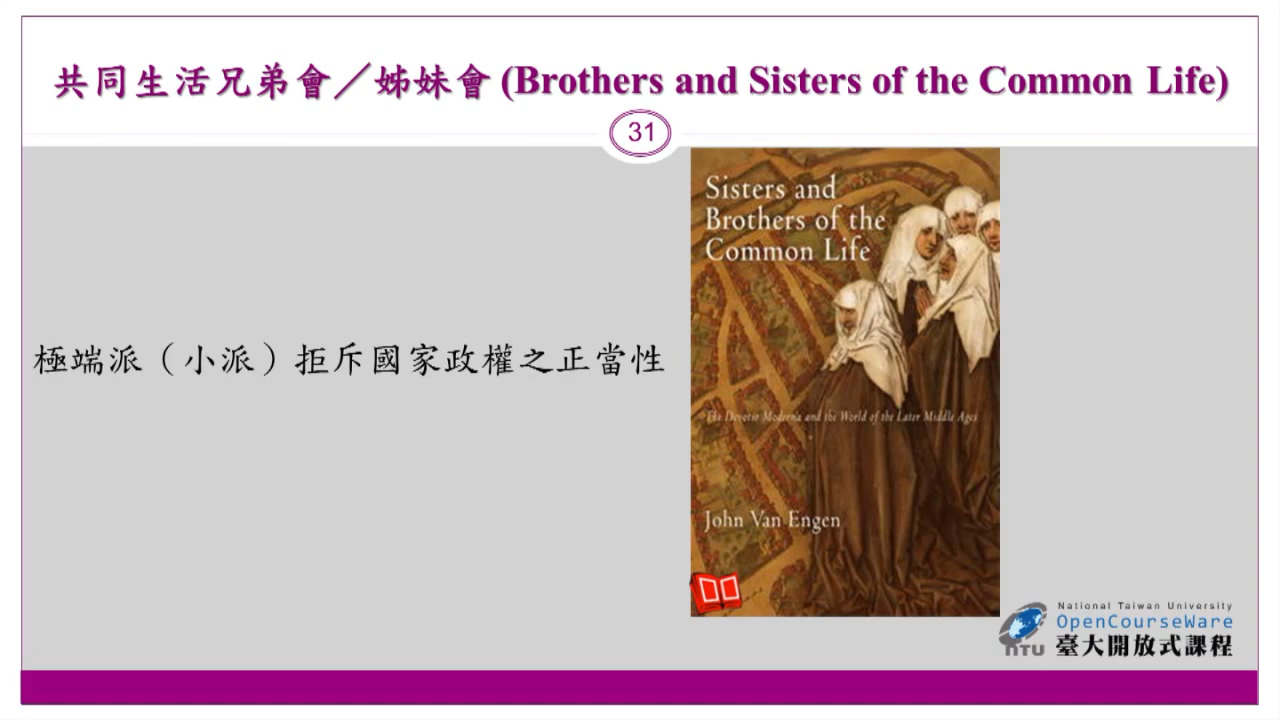 共同生活兄弟會／姊妹會 (Brothers and Sisters of the Common Life)
31
Sisters and
Brothers of the
Common Life
極端派（小派）拒斥國家政權之正當性
The Devotio Moderna and the World of the Later Middle Ages
John Van Engen
National Taiwan University
OpenCourseWare
NTU 臺大開放式課程